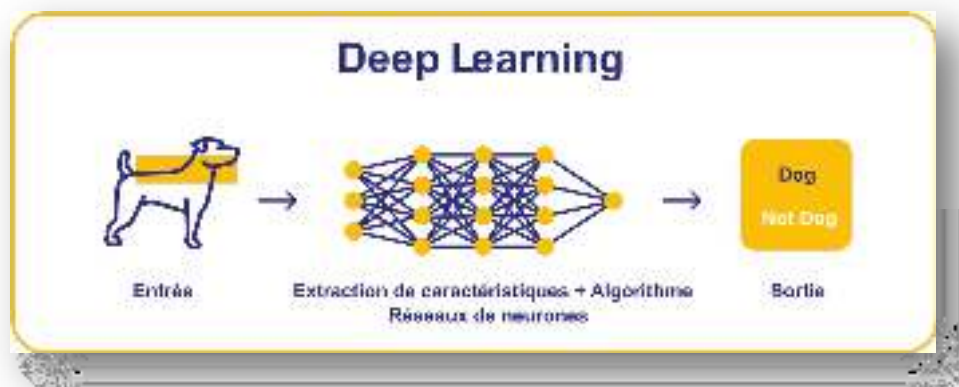 Deep Learning
Dog
Not Dog
Entrée
Extraction de caractéristiques + Algorithme
Réseaux de neurones
Sortie